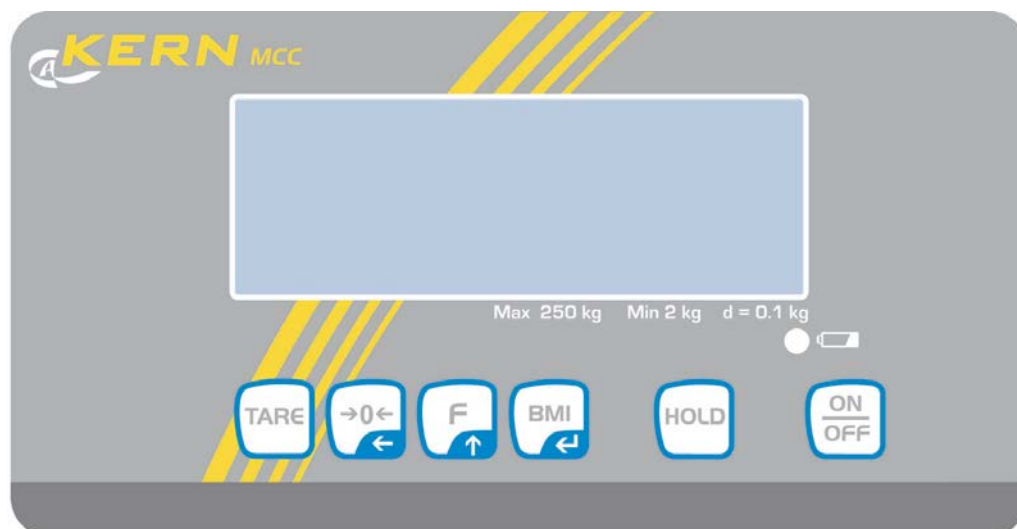 KERN MCC
Max 250 kg Min 2 kg d = 0.1 kg
TARE →0← F BMI HOLD ON
OFF